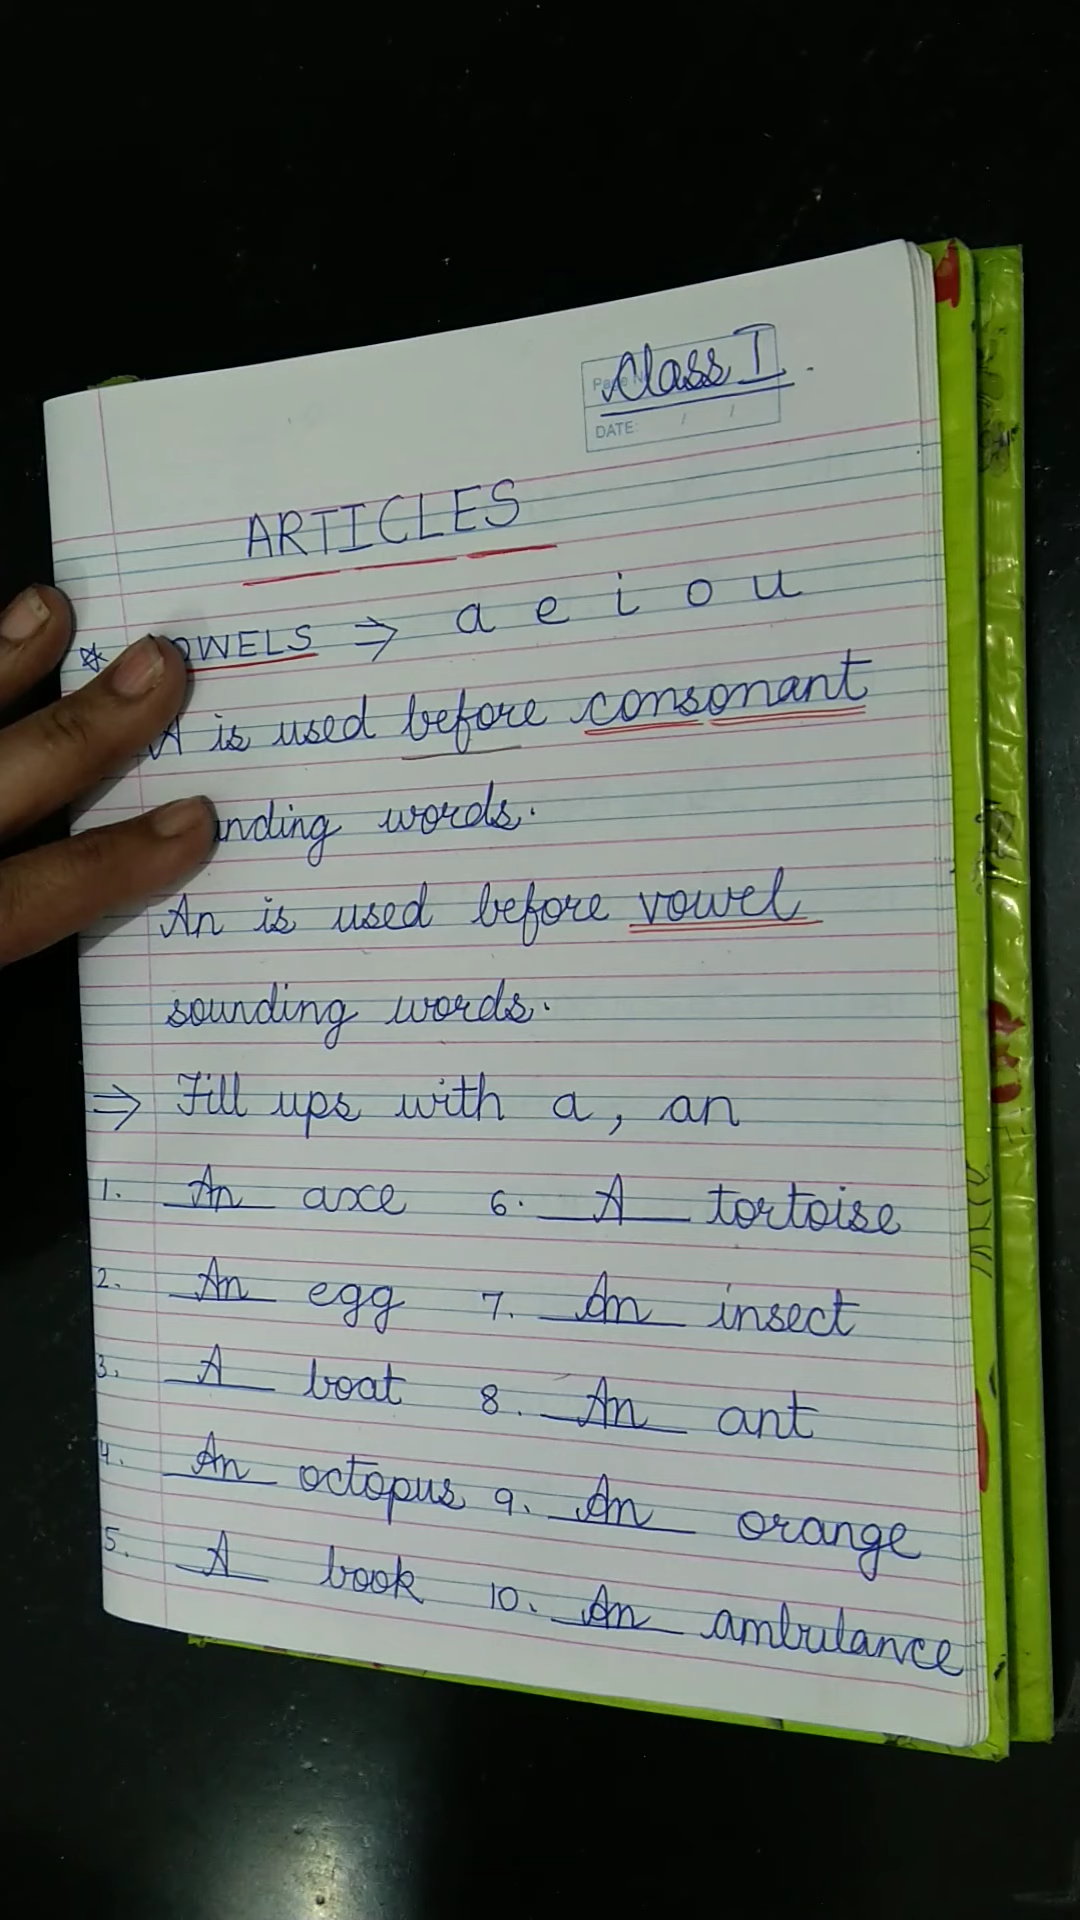 Class I.
DATE: / /
ARTICLES
OWELS ⇒ a e i o u
A is used before consonant
nding words.
An is used before vowel
sounding words.
⇒ Fill ups with a, an
1. An axe 6. A tortoise
2. An egg 7. An insect
3. A boat 8. An ant
4. An octopus 9. An orange
5. A book 10. An ambulance